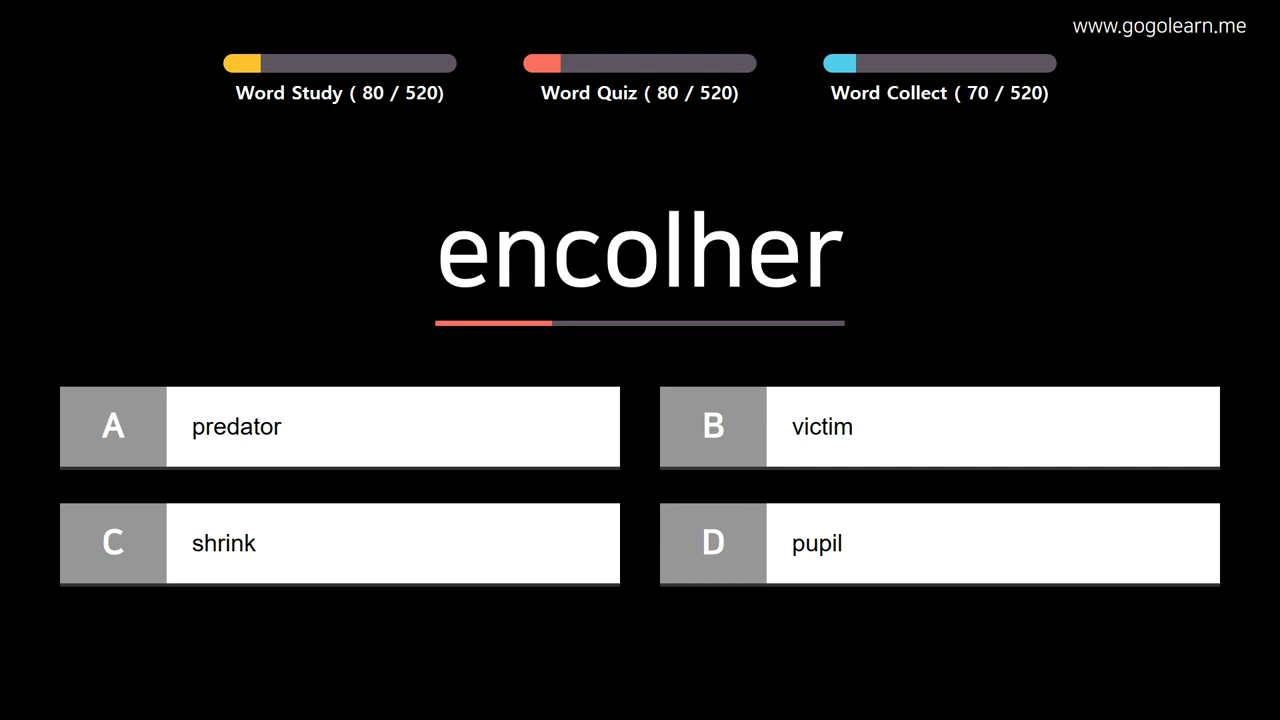 www.gogolearn.me
Word Study ( 80 / 520)
Word Quiz ( 80 / 520)
Word Collect ( 70 / 520)
encolher
A predator
B victim
C shrink
D pupil